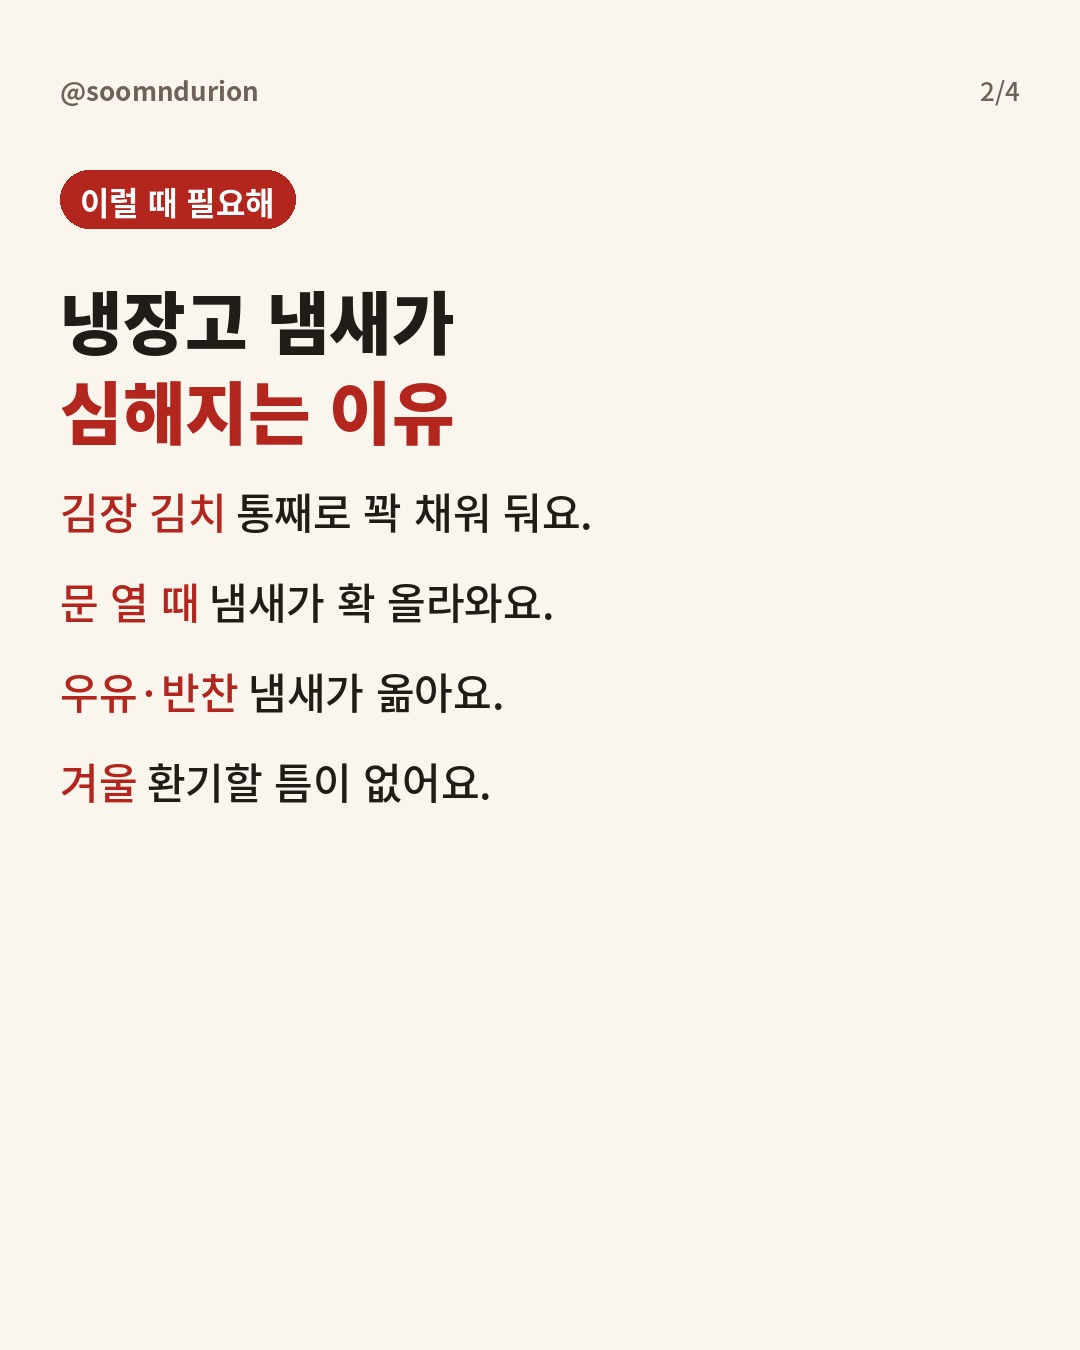 @soomndurion
2/4
이럴 때 필요해
냉장고 냄새가
심해지는 이유
김장 김치 통째로 꽉 채워 둬요.
문 열 때 냄새가 확 올라와요.
우유·반찬 냄새가 옮아요.
겨울 환기할 틈이 없어요.